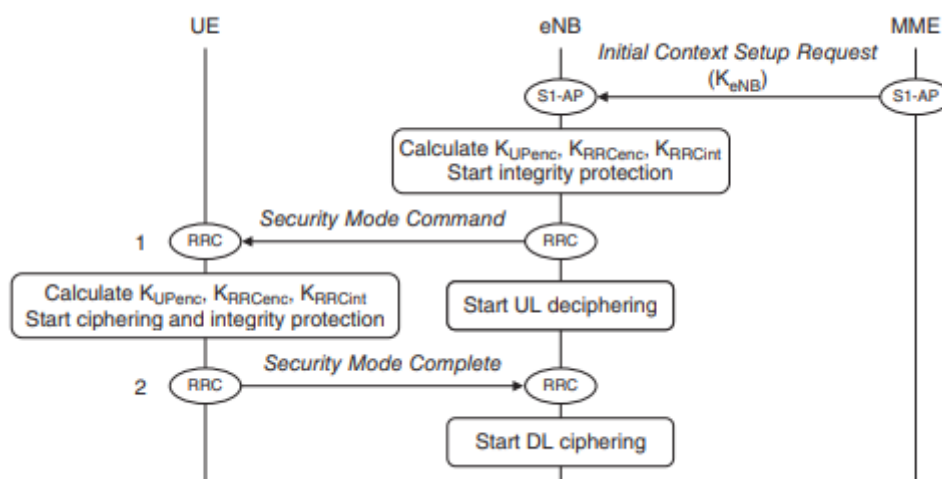 UE
eNB
MME
Initial Context Setup Request
(KeNB)
S1-AP
S1-AP
Calculate KUPenc, KRRCenc, KRRCint
Start integrity protection
Security Mode Command
1
RRC
RRC
Calculate KUPenc, KRRCenc, KRRCint
Start ciphering and integrity protection
Start UL deciphering
Security Mode Complete
2
RRC
RRC
Start DL ciphering